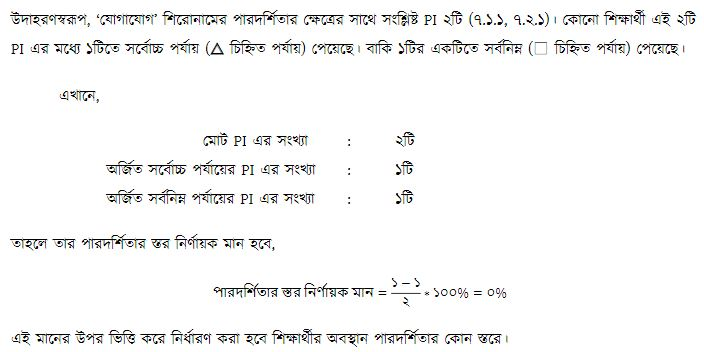 উদাহরণস্বরূপ, ‘যোগাযোগ’ শিরোনামের পারদর্শিতার ক্ষেত্রের সাথে সংশ্লিষ্ট PI ২টি (৭.১.১, ৭.২.১)। কোনো শিক্ষার্থী এই ২টি
PI এর মধ্যে ১টিতে সর্বোচ্চ পর্যায় (△ চিহ্নিত পর্যায়) পেয়েছে। বাকি ১টির একটিতে সর্বনিম্ন (□ চিহ্নিত পর্যায়) পেয়েছে।
এখানে,
মোট PI এর সংখ্যা : ২টি
অর্জিত সর্বোচ্চ পর্যায়ের PI এর সংখ্যা : ১টি
অর্জিত সর্বনিম্ন পর্যায়ের PI এর সংখ্যা : ১টি
তাহলে তার পারদর্শিতার স্তর নির্ণায়ক মান হবে,
পারদর্শিতার স্তর নির্ণায়ক মান = (১ – ১)/২ * ১০০% = ০%
এই মানের উপর ভিত্তি করে নির্ধারণ করা হবে শিক্ষার্থীর অবস্থান পারদর্শিতার কোন স্তরে।